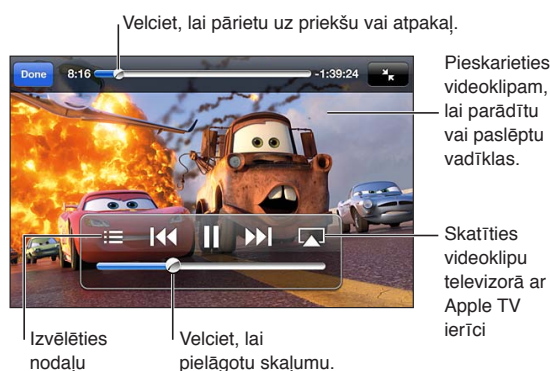 Velciet, lai pārietu uz priekšu vai atpakaļ.
Done 8:16 -1:39:24
Pieskarieties
videoklipam,
lai parādītu
vai paslēptu
vadīklas.
Skatīties
videoklipu
televizorā ar
Apple TV
ierīci
Izvēlēties
nodaļu
Velciet, lai
pielāgotu skaļumu.